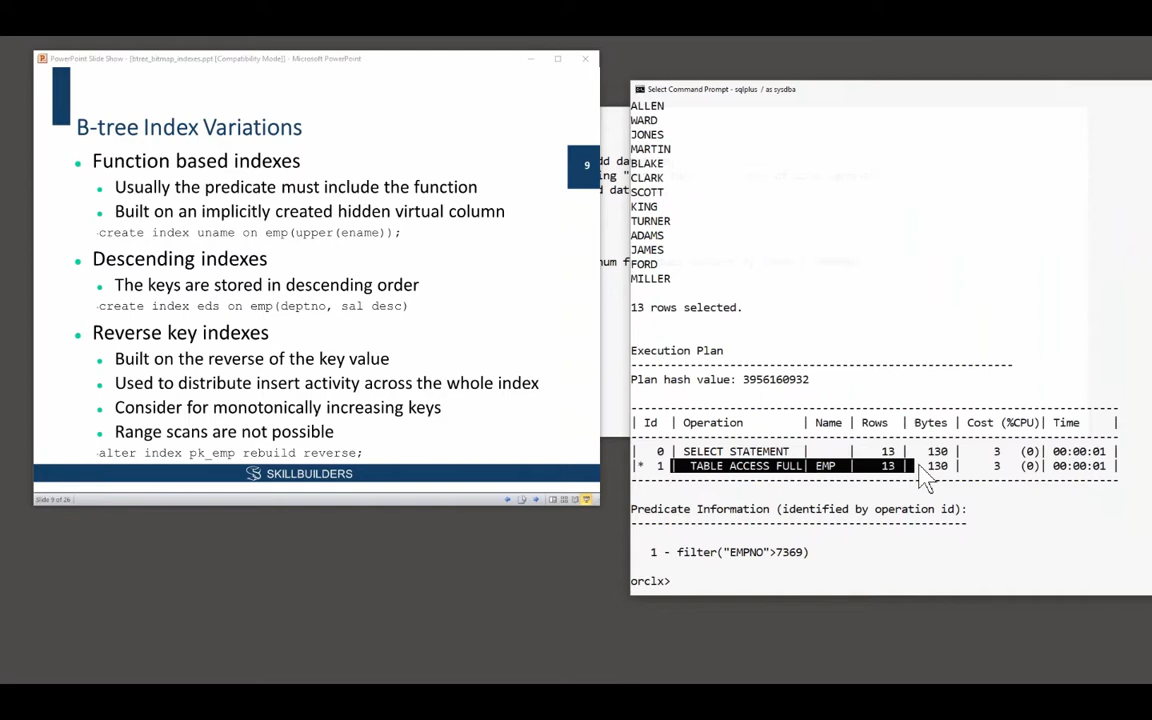 PowerPoint Slide Show - [btree_bitmap_indexes.ppt [Compatibility Mode]] - Microsoft PowerPoint
B-tree Index Variations
9
• Function based indexes
• Usually the predicate must include the function
• Built on an implicitly created hidden virtual column
create index uname on emp(upper(ename));
• Descending indexes
• The keys are stored in descending order
create index eds on emp(deptno, sal desc)
• Reverse key indexes
• Built on the reverse of the key value
• Used to distribute insert activity across the whole index
• Consider for monotonically increasing keys
• Range scans are not possible
alter index pk_emp rebuild reverse;
SKILLBUILDERS
Slide 9 of 26
Select Command Prompt - sqlplus / as sysdba
ALLEN
WARD
JONES
MARTIN
BLAKE
CLARK
SCOTT
KING
TURNER
ADAMS
JAMES
FORD
MILLER
13 rows selected.
Execution Plan
----------------------------------------------------------
Plan hash value: 3956160932
--------------------------------------------------------------------------
| Id  | Operation         | Name | Rows  | Bytes | Cost (%CPU)| Time     |
--------------------------------------------------------------------------
|   0 | SELECT STATEMENT  |      |    13 |   130 |     3   (0)| 00:00:01 |
|*  1 |  TABLE ACCESS FULL| EMP  |    13 |   130 |     3   (0)| 00:00:01 |
--------------------------------------------------------------------------
Predicate Information (identified by operation id):
---------------------------------------------------
1 - filter("EMPNO">7369)
orclx>